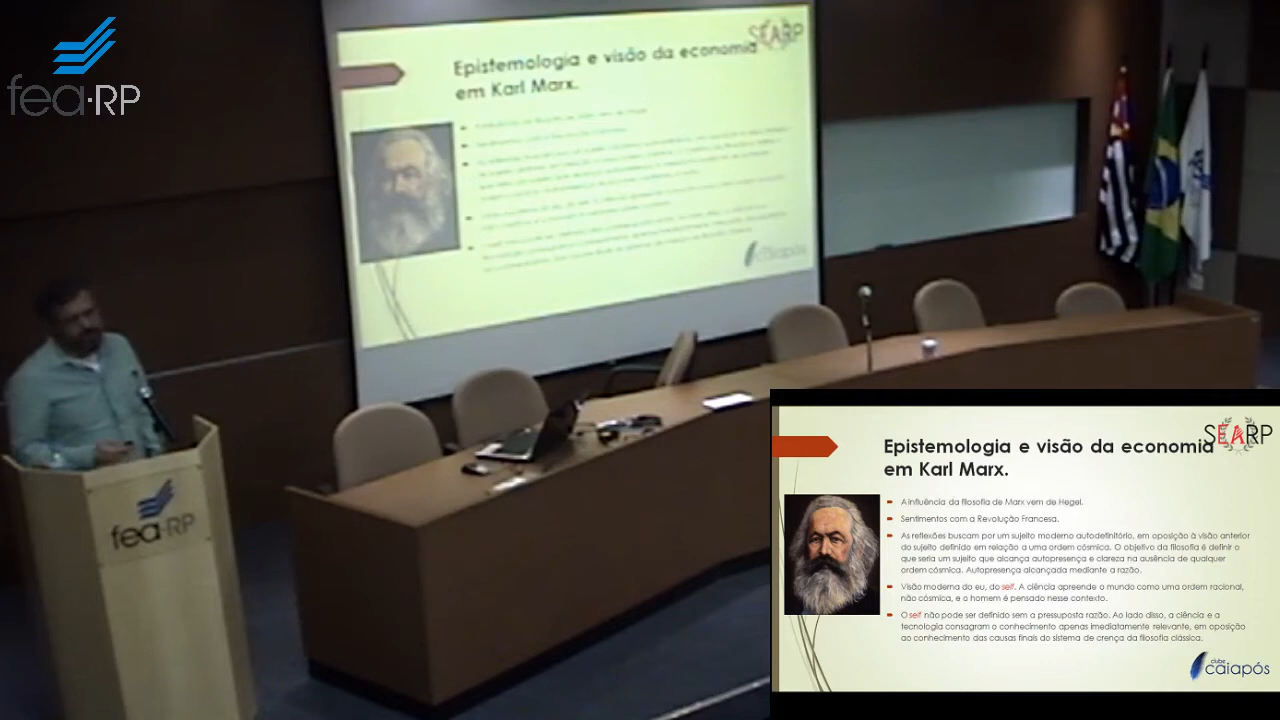 fea·RP
SEARP
Epistemologia e visão da economia
em Karl Marx.
caiapós
fea·RP
SEARP
Epistemologia e visão da economia
em Karl Marx.
A influência da filosofia de Marx vem de Hegel.
Sentimentos com a Revolução Francesa.
As reflexões buscam por um sujeito moderno autodefinitório, em oposição à visão anterior
do sujeito definido em relação a uma ordem cósmica. O objetivo da filosofia é definir o
que seria um sujeito que alcança autopresença e clareza na ausência de qualquer
ordem cósmica. Autopresença alcançada mediante a razão.
Visão moderna do eu, do self. A ciência apreende o mundo como uma ordem racional,
não cósmica, e o homem é pensado nesse contexto.
O self não pode ser definido sem a pressuposta razão. Ao lado disso, a ciência e a
tecnologia consagram o conhecimento apenas imediatamente relevante, em oposição
ao conhecimento das causas finais do sistema de crença da filosofia clássica.
clube
caiapós